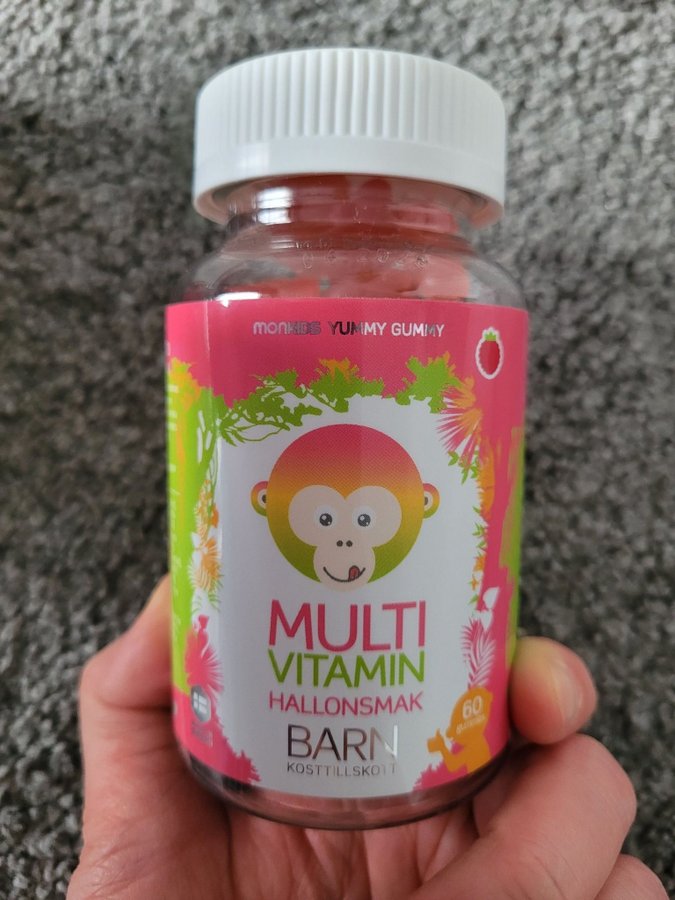 monKIDS YUMMY GUMMY
MULTI
VITAMIN
HALLONSMAK
BARN
KOSTTILLSKOTT
60